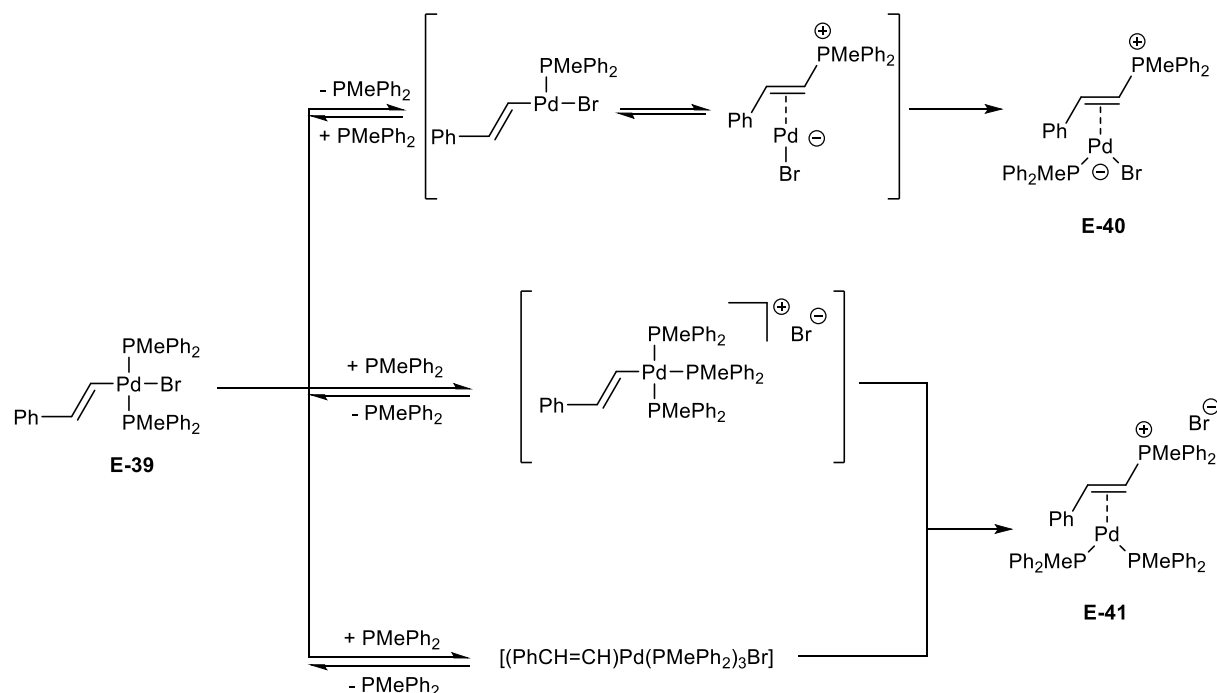 - PMePh2
+ PMePh2
PMePh2
Pd
Br
Ph
⊕
PMePh2
Ph
Pd ⊖
Br
⊕
PMePh2
Ph
Pd
Ph2MeP ⊖ Br
E-40
PMePh2
Pd
Br
Ph
PMePh2
E-39
+ PMePh2
- PMePh2
⊕ Br ⊖
PMePh2
Pd
PMePh2
Ph
PMePh2
Br ⊖
⊕
PMePh2
Ph
Pd
Ph2MeP PMePh2
E-41
+ PMePh2
- PMePh2
[(PhCH=CH)Pd(PMePh2)3Br]